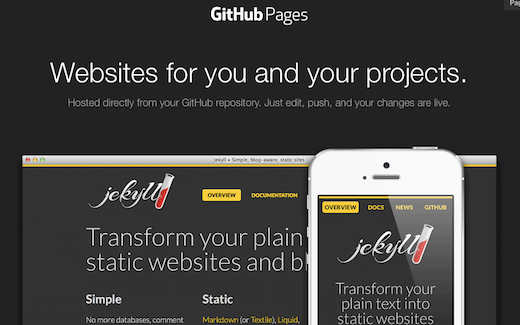 Pag
GitHub Pages
Websites for you and your projects.
Hosted directly from your GitHub repository. Just edit, push, and your changes are live.
jekyll • Simple, blog-aware, static sites
jekyll
OVERVIEW DOCUMENTATION
Transform your plain
static websites and bl
Simple
Static
No more databases, comment
Markdown (or Textile), Liquid,
OVERVIEW DOCS NEWS GITHUB
jekyll
Transform your
plain text into
static websites